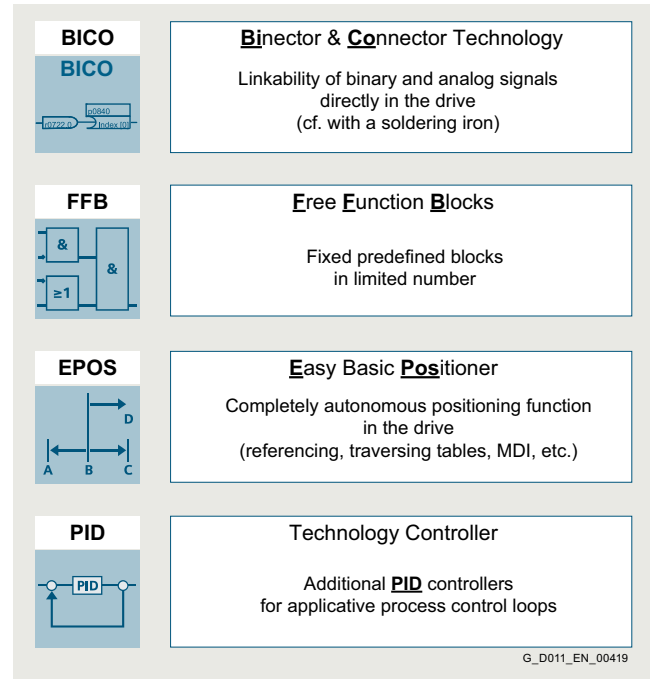 BICO
Binector & Connector Technology
BICO
Linkability of binary and analog signals
directly in the drive
(cf. with a soldering iron)
p0840
r0722.0
Index [0]
FFB
Free Function Blocks
&
&
≥1
Fixed predefined blocks
in limited number
EPOS
Easy Basic Positioner
Completely autonomous positioning function
in the drive
(referencing, traversing tables, MDI, etc.)
D
A B C
PID
Technology Controller
PID
Additional PID controllers
for applicative process control loops
G_D011_EN_00419